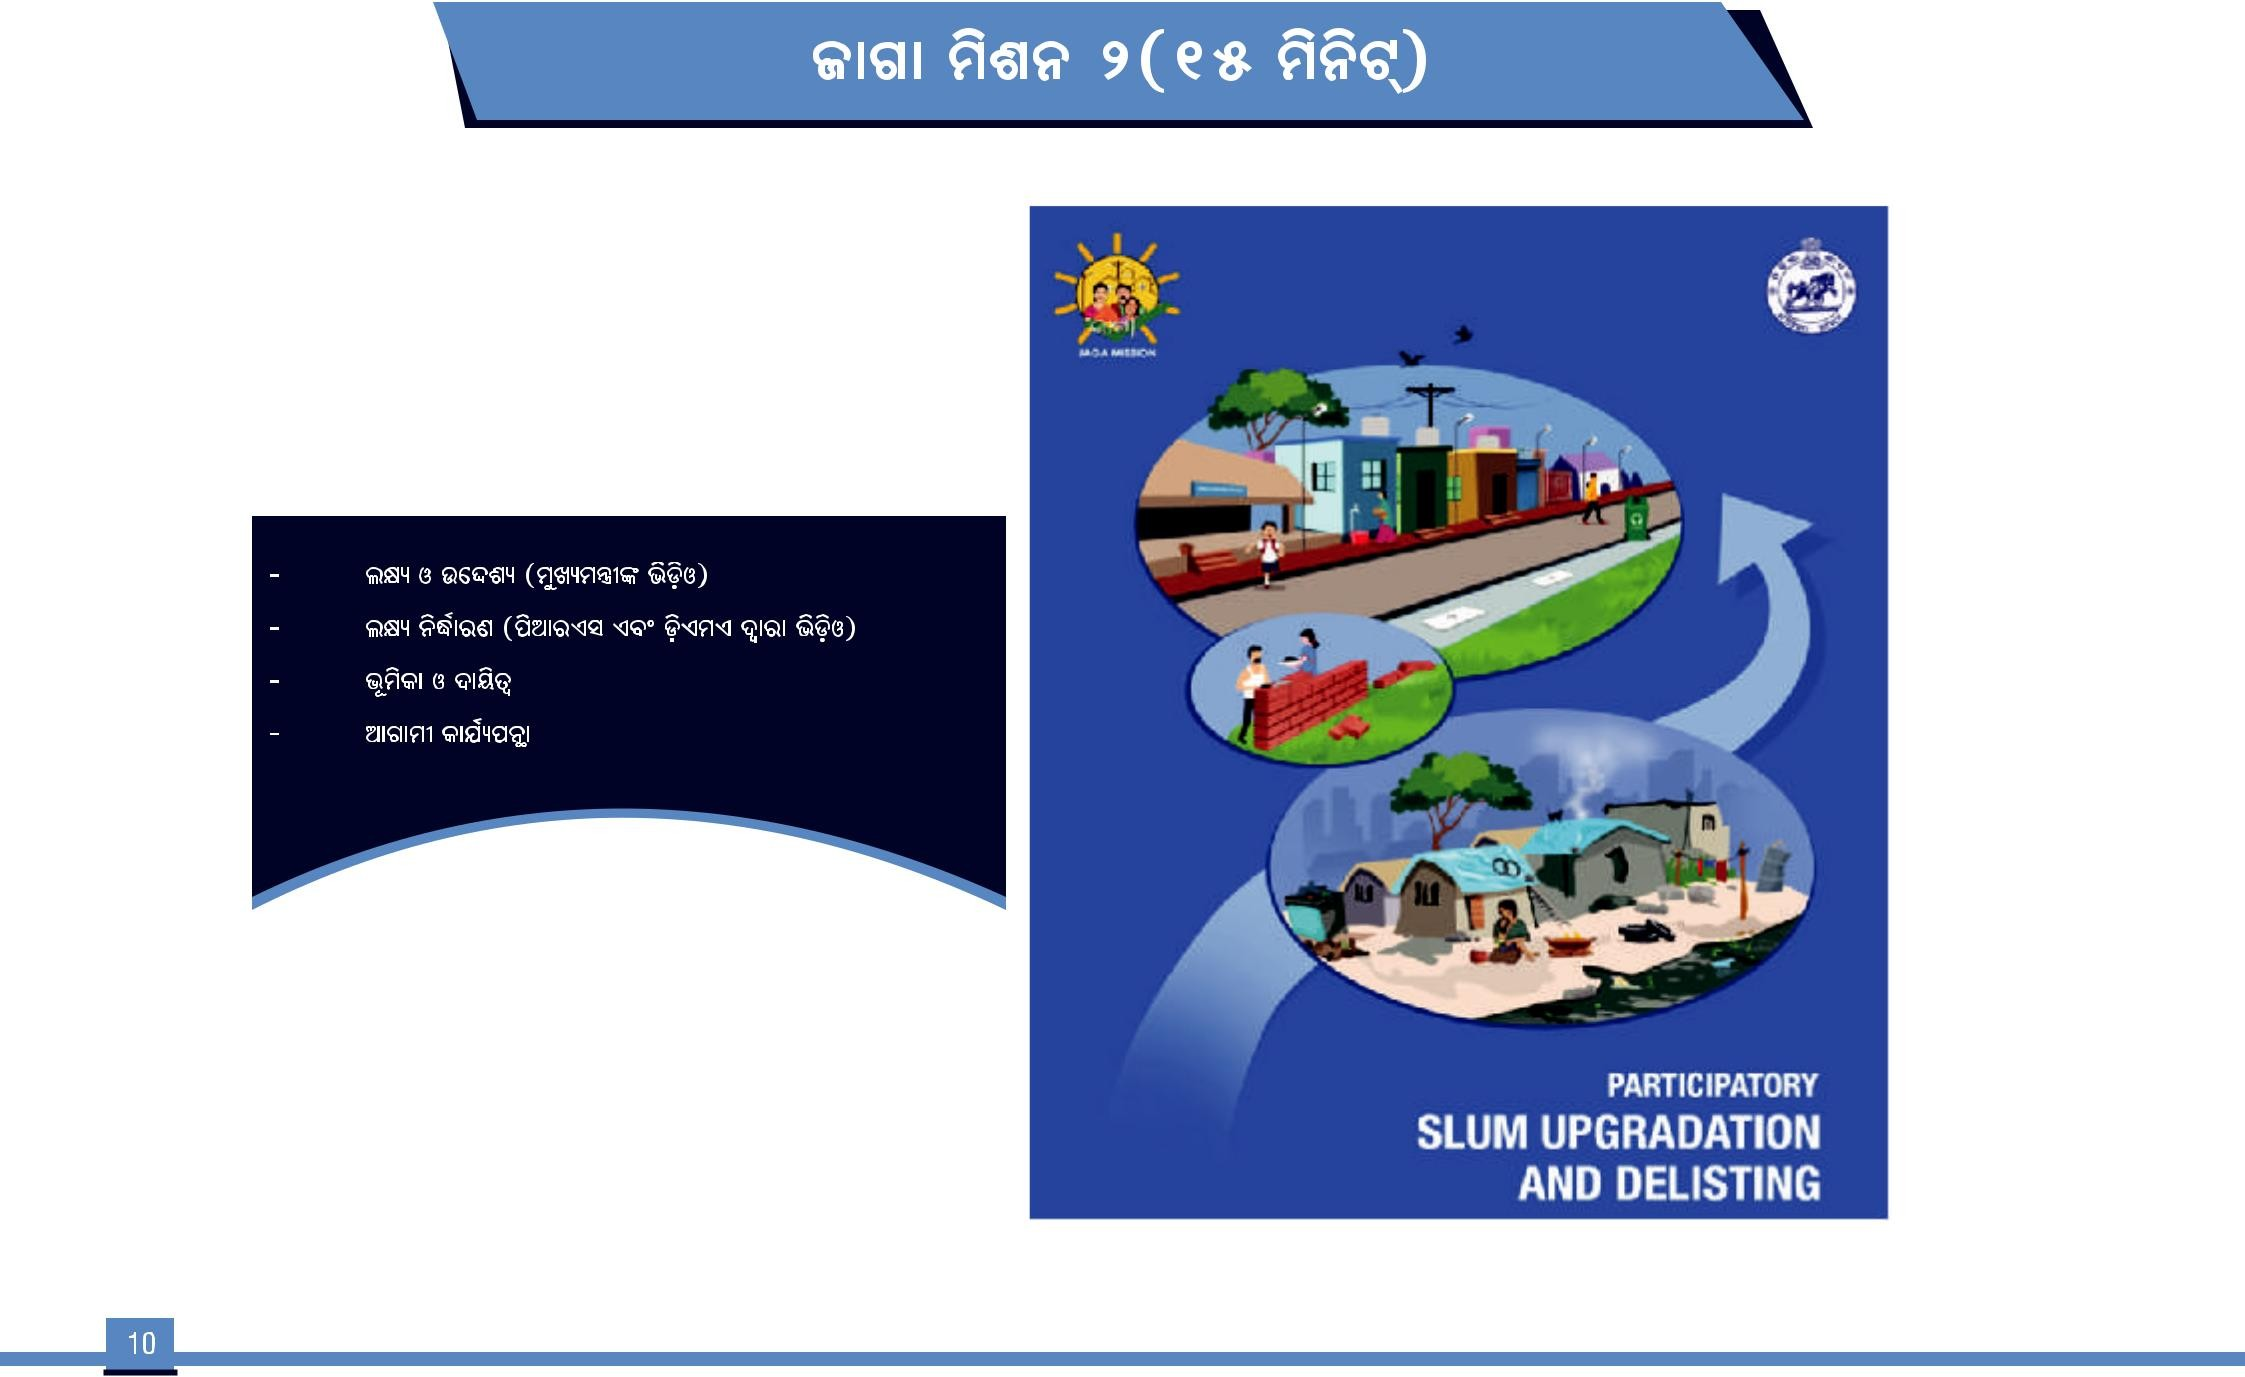 ଜାଗା ମିଶନ ୨(୧୫ ମିନିଟ୍)
- ଲକ୍ଷ୍ୟ ଓ ଉଦ୍ଦେଶ୍ୟ (ମୁଖ୍ୟମନ୍ତ୍ରୀଙ୍କ ଭିଡ଼ିଓ)
- ଲକ୍ଷ୍ୟ ନିର୍ଦ୍ଧାରଣ (ପିଆରଏସ ଏବଂ ଡ଼ିଏମଏ ଦ୍ୱାରା ଭିଡ଼ିଓ)
- ଭୂମିକା ଓ ଦାୟିତ୍ୱ
- ଆଗାମୀ କାର୍ଯ୍ୟପନ୍ଥା
ଜାଗା
JAGA MISSION
PARTICIPATORY
SLUM UPGRADATION
AND DELISTING
10